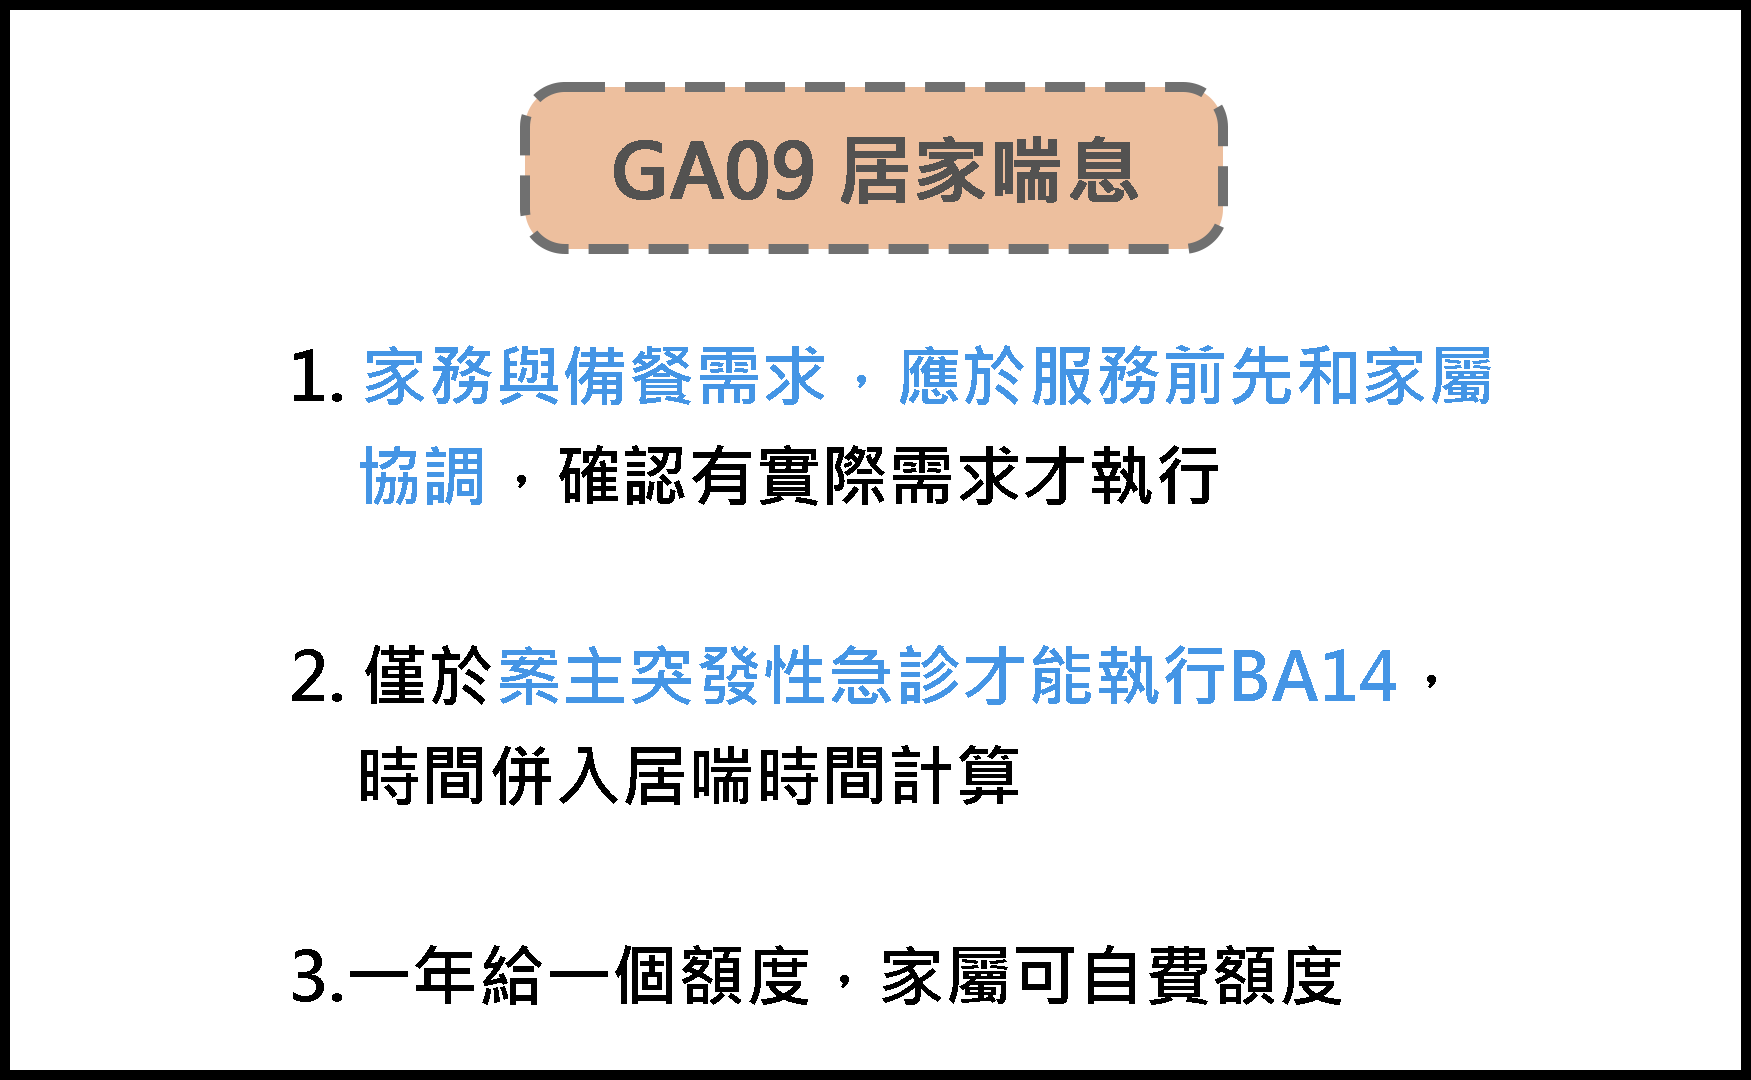 GA09 居家喘息
1. 家務與備餐需求，應於服務前先和家屬
協調，確認有實際需求才執行
2. 僅於案主突發性急診才能執行BA14，
時間併入居喘時間計算
3.一年給一個額度，家屬可自費額度